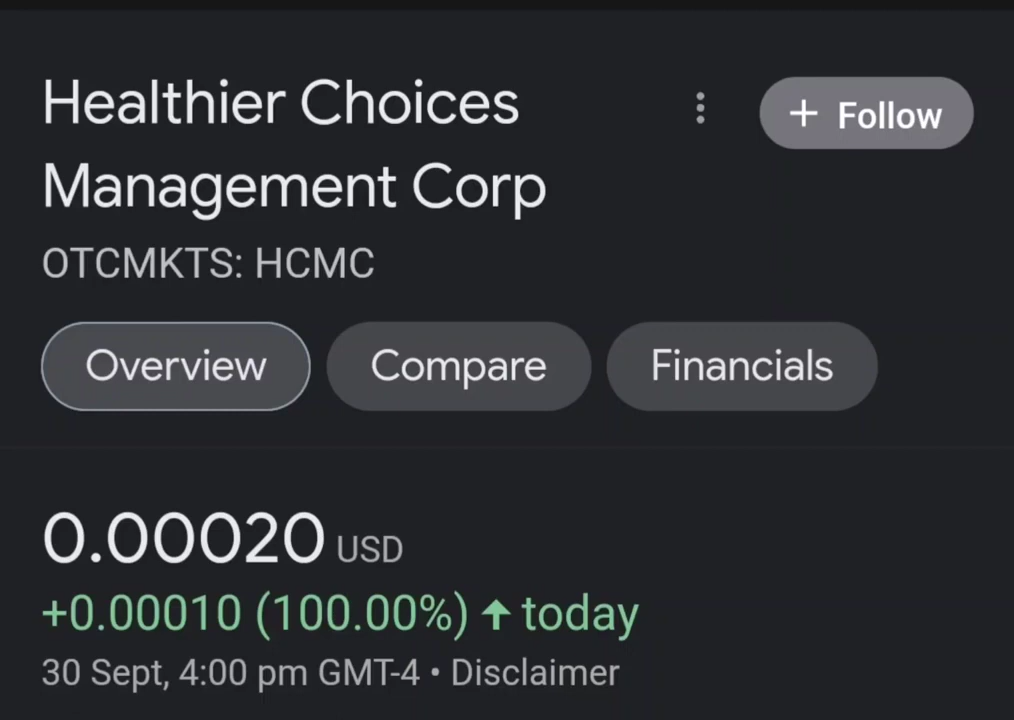 Healthier Choices
Management Corp
+ Follow
OTCMKTS: HCMC
Overview Compare Financials
0.00020 USD
+0.00010 (100.00%) ↑ today
30 Sept, 4:00 pm GMT-4 • Disclaimer